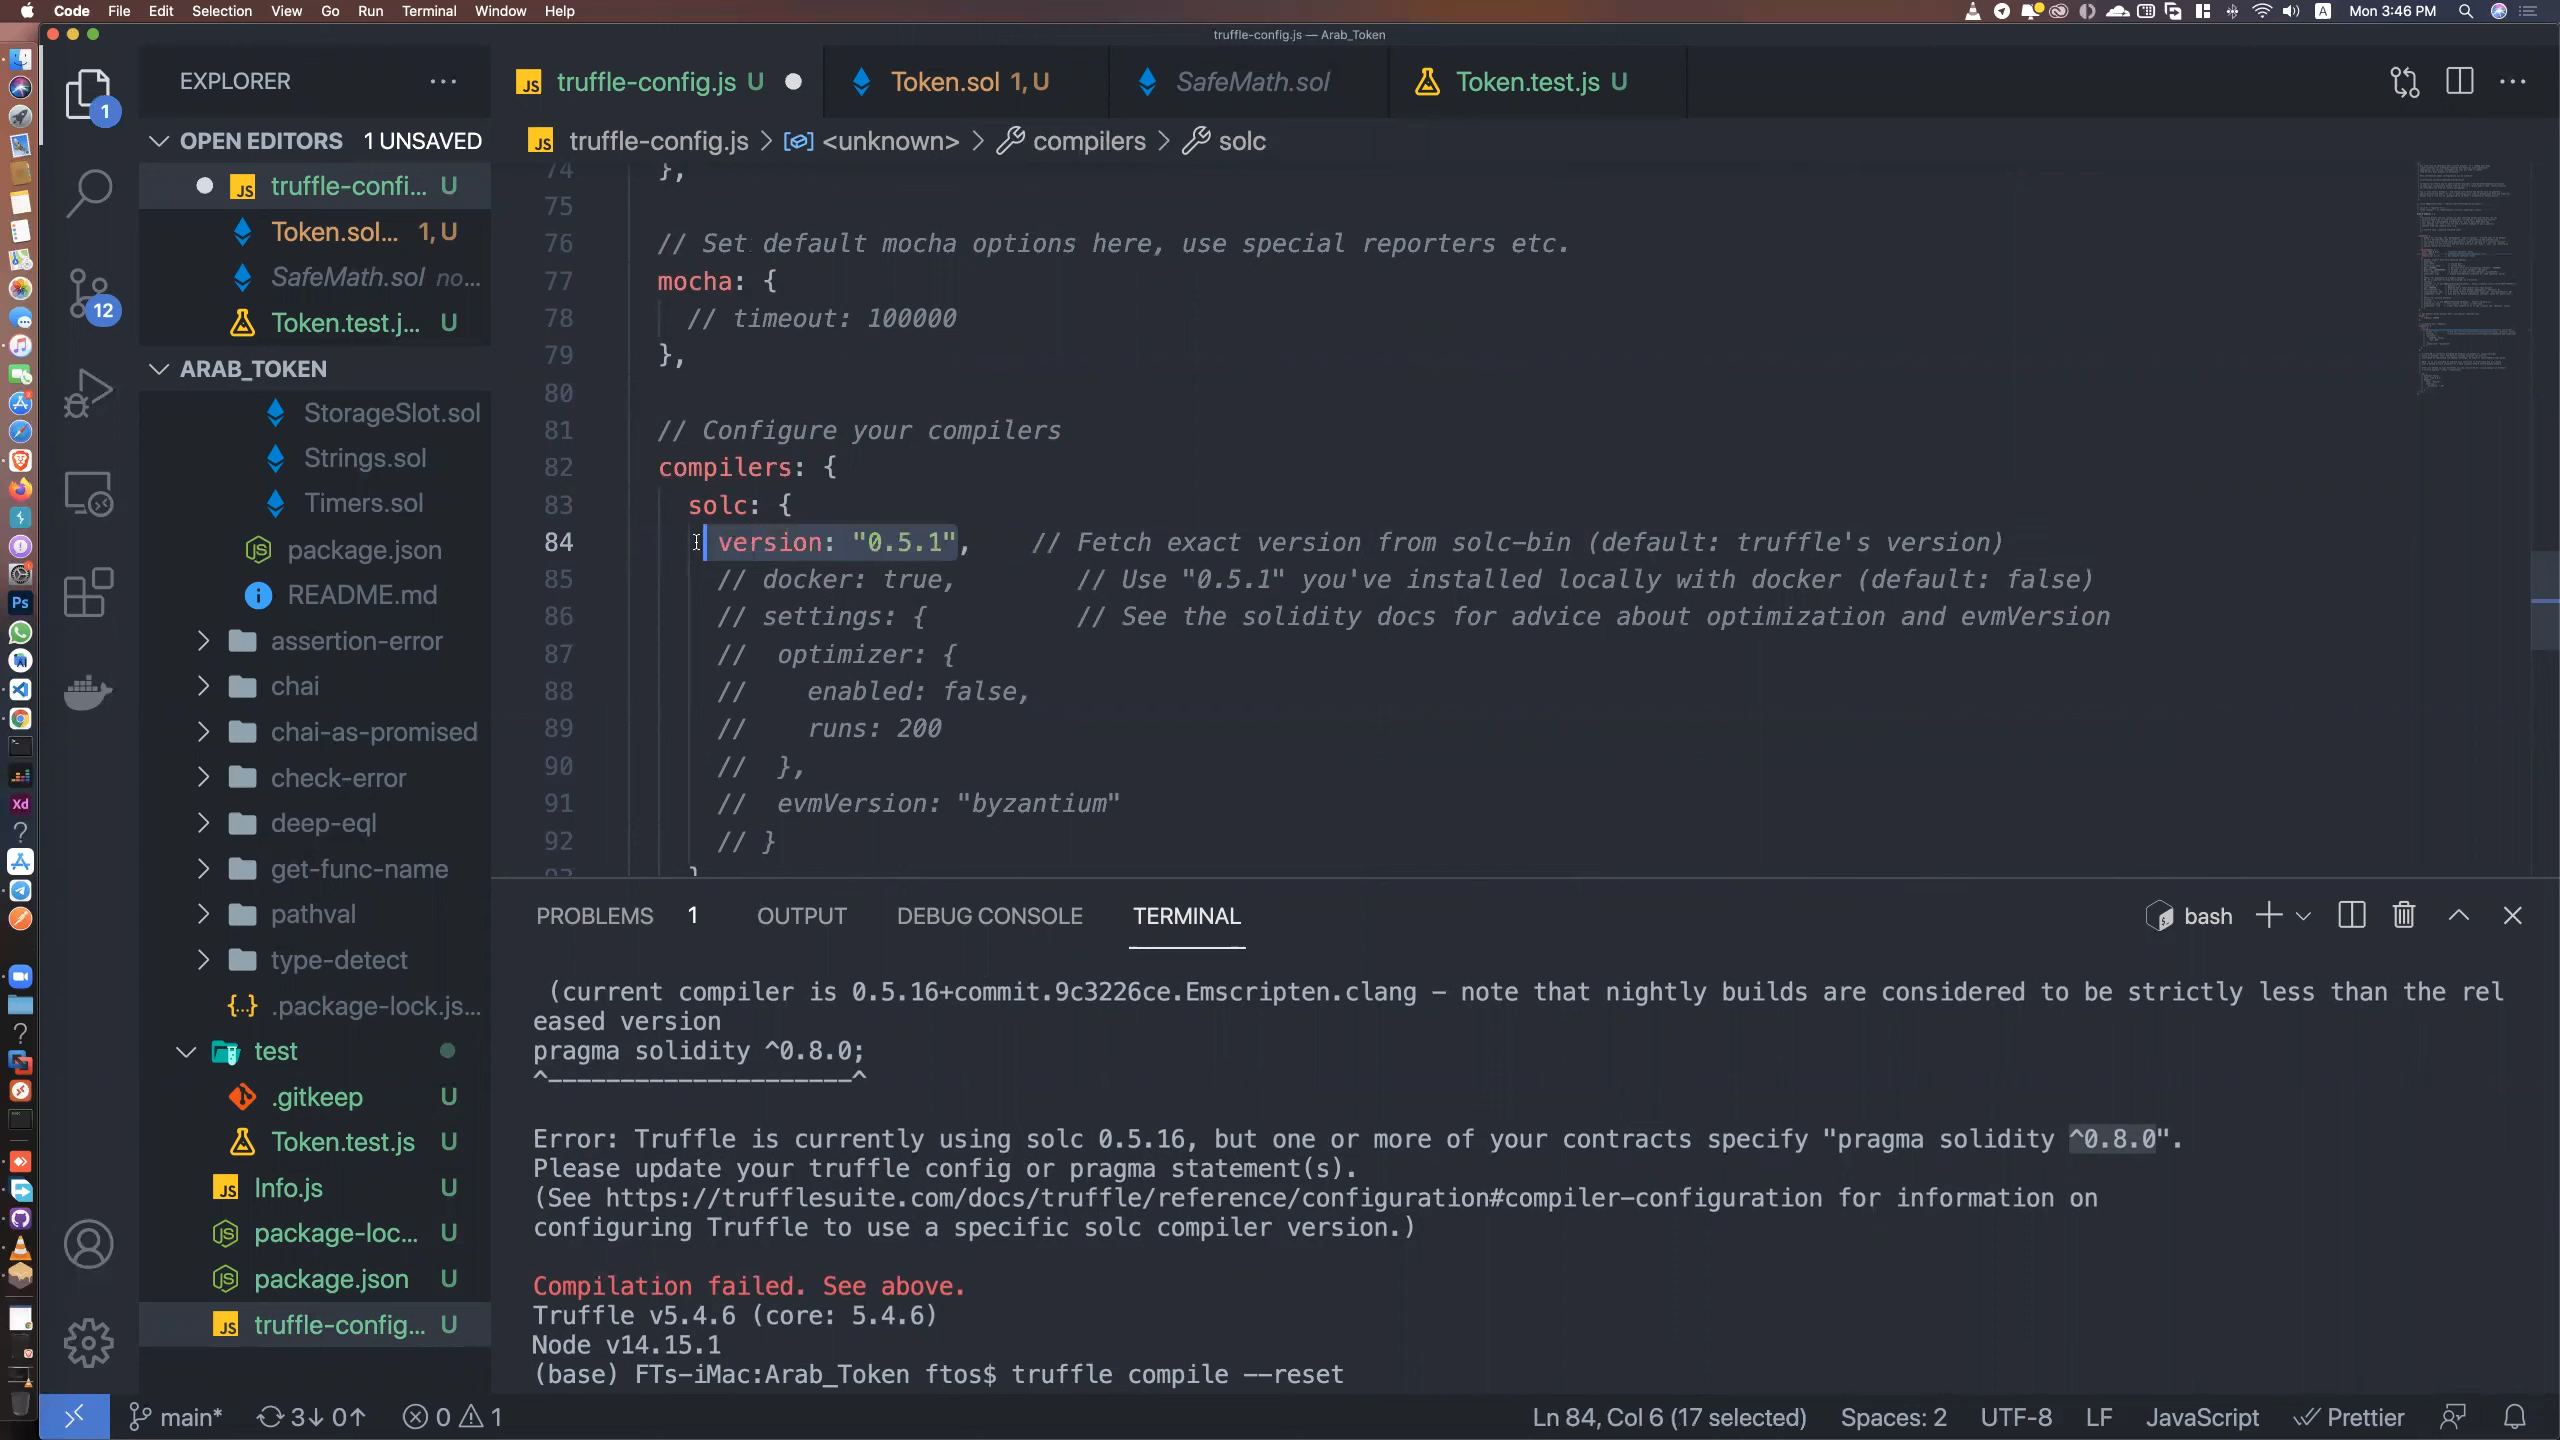 Code File Edit Selection View Go Run Terminal Window Help
A Mon 3:46 PM
truffle-config.js — Arab_Token
EXPLORER
truffle-config.js U
Token.sol 1, U
SafeMath.sol
Token.test.js U
OPEN EDITORS 1 UNSAVED
truffle-config.js > <unknown> > compilers > solc
truffle-confi... U
Token.sol... 1, U
SafeMath.sol no...
Token.test.j... U
ARAB_TOKEN
StorageSlot.sol
Strings.sol
Timers.sol
package.json
README.md
assertion-error
chai
chai-as-promised
check-error
deep-eql
get-func-name
pathval
type-detect
.package-lock.js...
test
.gitkeep U
Token.test.js U
Info.js U
package-loc... U
package.json U
truffle-config... U
1
12
74 },
75
76 // Set default mocha options here, use special reporters etc.
77 mocha: {
78 // timeout: 100000
79 },
80
81 // Configure your compilers
82 compilers: {
83 solc: {
84 version: "0.5.1", // Fetch exact version from solc-bin (default: truffle's version)
85 // docker: true, // Use "0.5.1" you've installed locally with docker (default: false)
86 // settings: { // See the solidity docs for advice about optimization and evmVersion
87 // optimizer: {
88 // enabled: false,
89 // runs: 200
90 // },
91 // evmVersion: "byzantium"
92 // }
PROBLEMS 1 OUTPUT DEBUG CONSOLE TERMINAL
bash
(current compiler is 0.5.16+commit.9c3226ce.Emscripten.clang - note that nightly builds are considered to be strictly less than the rel
eased version
pragma solidity ^0.8.0;
^---------------------^
Error: Truffle is currently using solc 0.5.16, but one or more of your contracts specify "pragma solidity ^0.8.0".
Please update your truffle config or pragma statement(s).
(See https://trufflesuite.com/docs/truffle/reference/configuration#compiler-configuration for information on
configuring Truffle to use a specific solc compiler version.)
Compilation failed. See above.
Truffle v5.4.6 (core: 5.4.6)
Node v14.15.1
(base) FTs-iMac:Arab_Token ftos$ truffle compile --reset
main* 3↓ 0↑ 0 1
Ln 84, Col 6 (17 selected) Spaces: 2 UTF-8 LF JavaScript Prettier
Ps
Xd